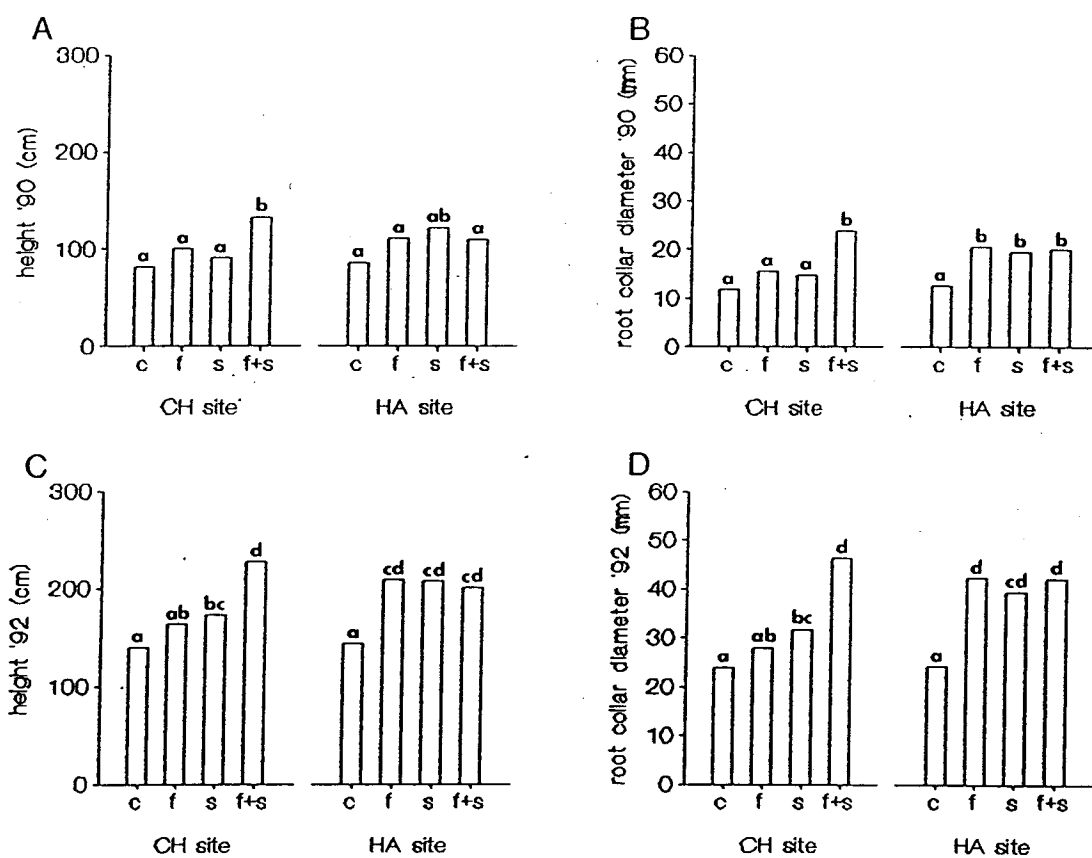 A
height '90 (cm)
300
200
100
0
a a a b a a ab a
c f s f+s c f s f+s
CH site HA site
B
root collar diameter '90 (mm)
60
50
40
30
20
10
0
a a a b a b b b
c f s f+s c f s f+s
CH site HA site
C
height '92 (cm)
300
200
100
0
a ab bc d a cd cd cd
c f s f+s c f s f+s
CH site HA site
D
root collar diameter '92 (mm)
60
50
40
30
20
10
0
a ab bc d a d cd d
c f s f+s c f s f+s
CH site HA site